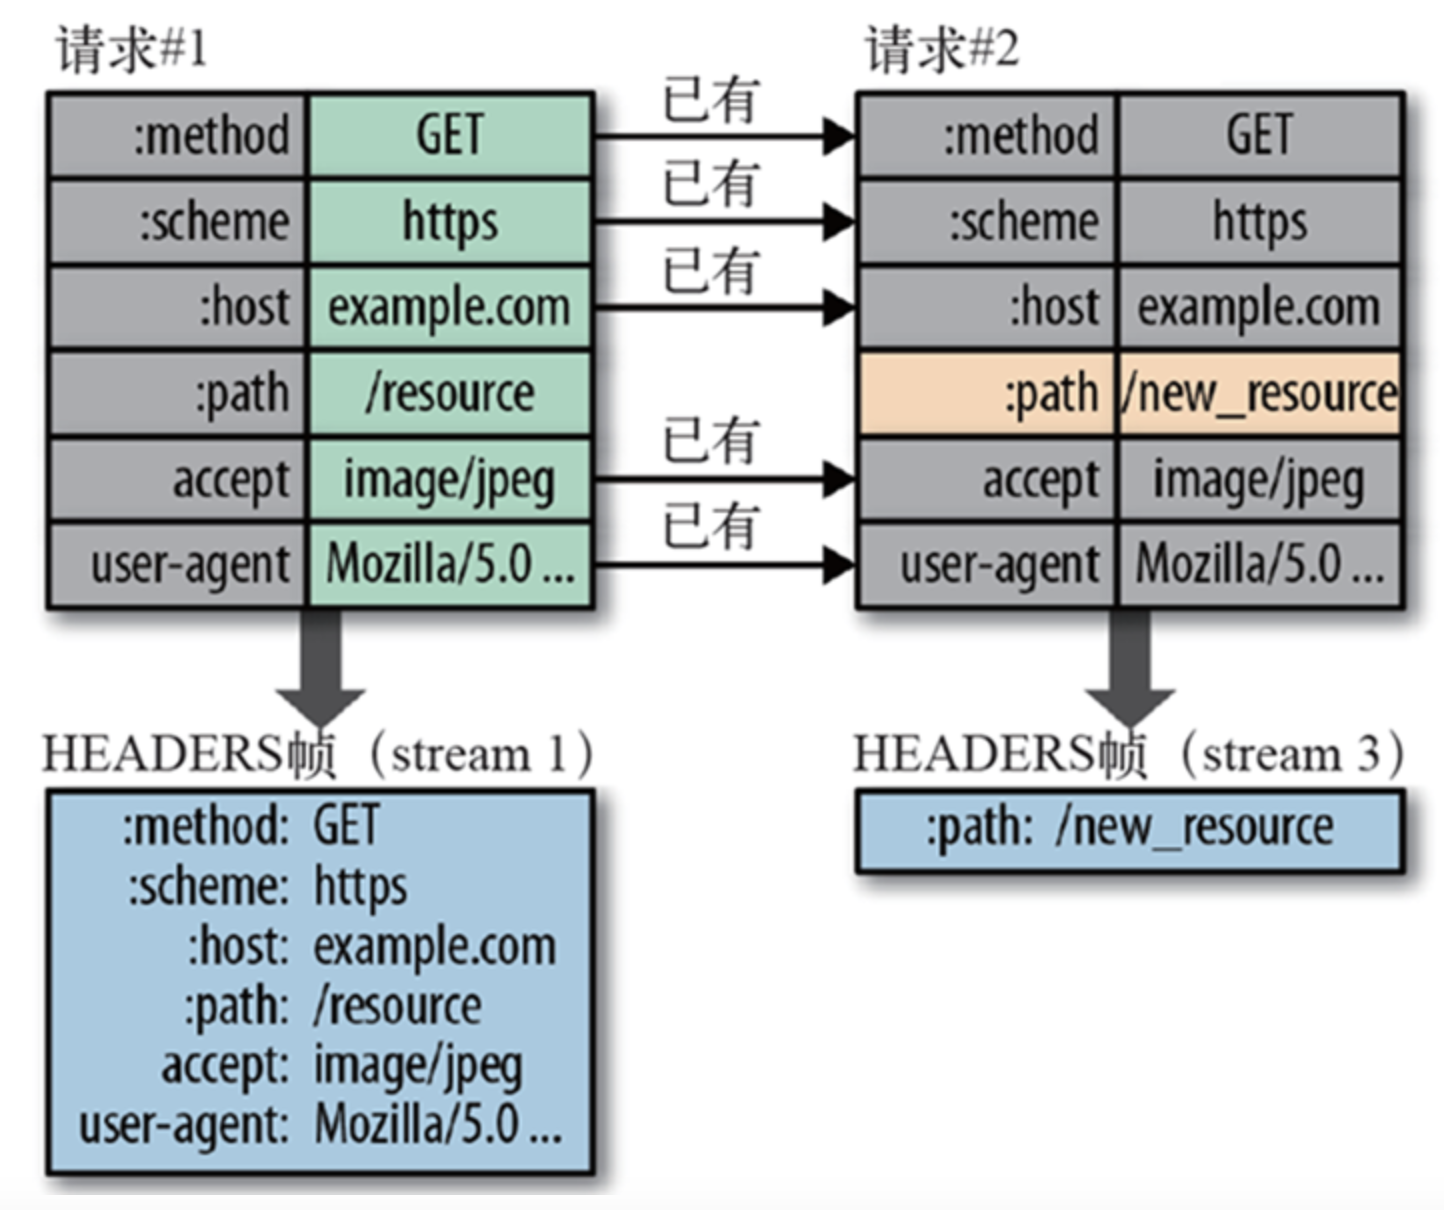 请求#1
:method GET
:scheme https
:host example.com
:path /resource
accept image/jpeg
user-agent Mozilla/5.0 ...
已有
已有
已有
已有
已有
请求#2
:method GET
:scheme https
:host example.com
:path /new_resource
accept image/jpeg
user-agent Mozilla/5.0 ...
HEADERS帧（stream 1）
:method: GET
:scheme: https
:host: example.com
:path: /resource
accept: image/jpeg
user-agent: Mozilla/5.0 ...
HEADERS帧（stream 3）
:path: /new_resource